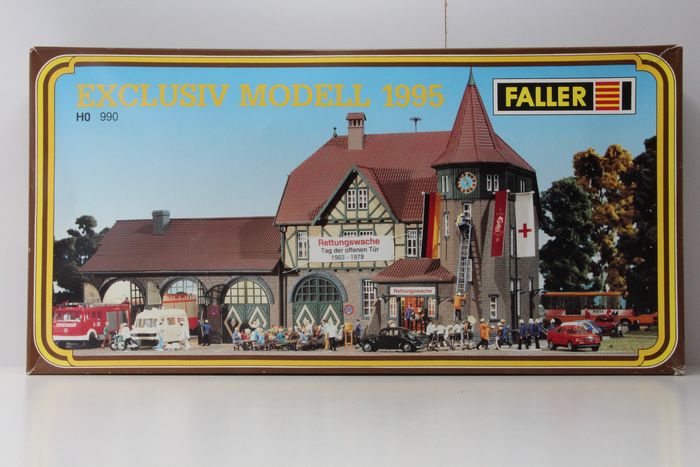 EXCLUSIV MODELL 1995
FALLER
H0 990
Rettungswache
Tag der offenen Tür
1903 - 1978
Rettungswache